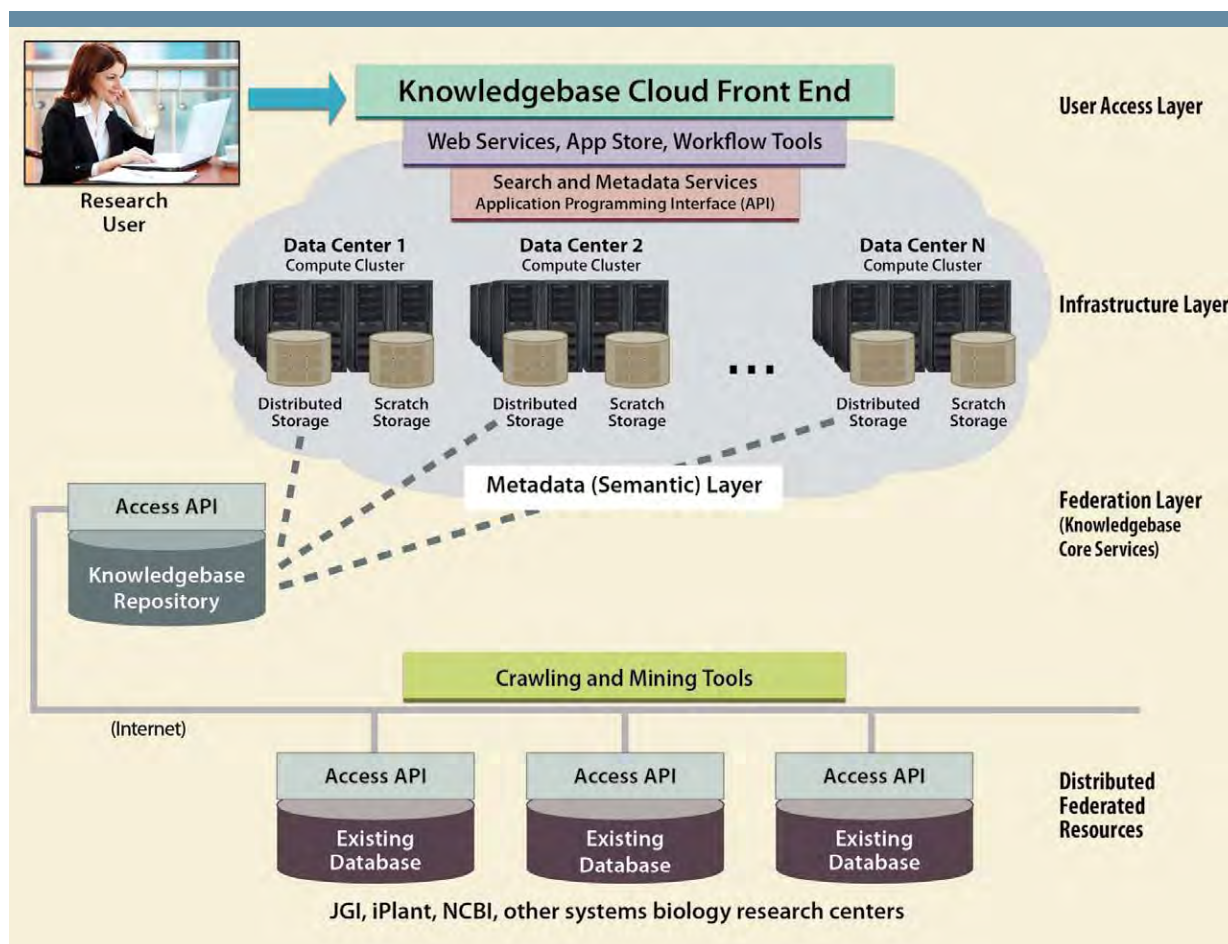 Knowledgebase Cloud Front End
User Access Layer
Web Services, App Store, Workflow Tools
Research
User
Search and Metadata Services
Application Programming Interface (API)
Data Center 1
Compute Cluster
Data Center 2
Compute Cluster
Data Center N
Compute Cluster
Infrastructure Layer
...
Distributed
Storage
Scratch
Storage
Distributed
Storage
Scratch
Storage
Distributed
Storage
Scratch
Storage
Metadata (Semantic) Layer
Federation Layer
(Knowledgebase
Core Services)
Access API
Knowledgebase
Repository
Crawling and Mining Tools
(Internet)
Access API
Existing
Database
Access API
Existing
Database
Access API
Existing
Database
Distributed
Federated
Resources
JGI, iPlant, NCBI, other systems biology research centers